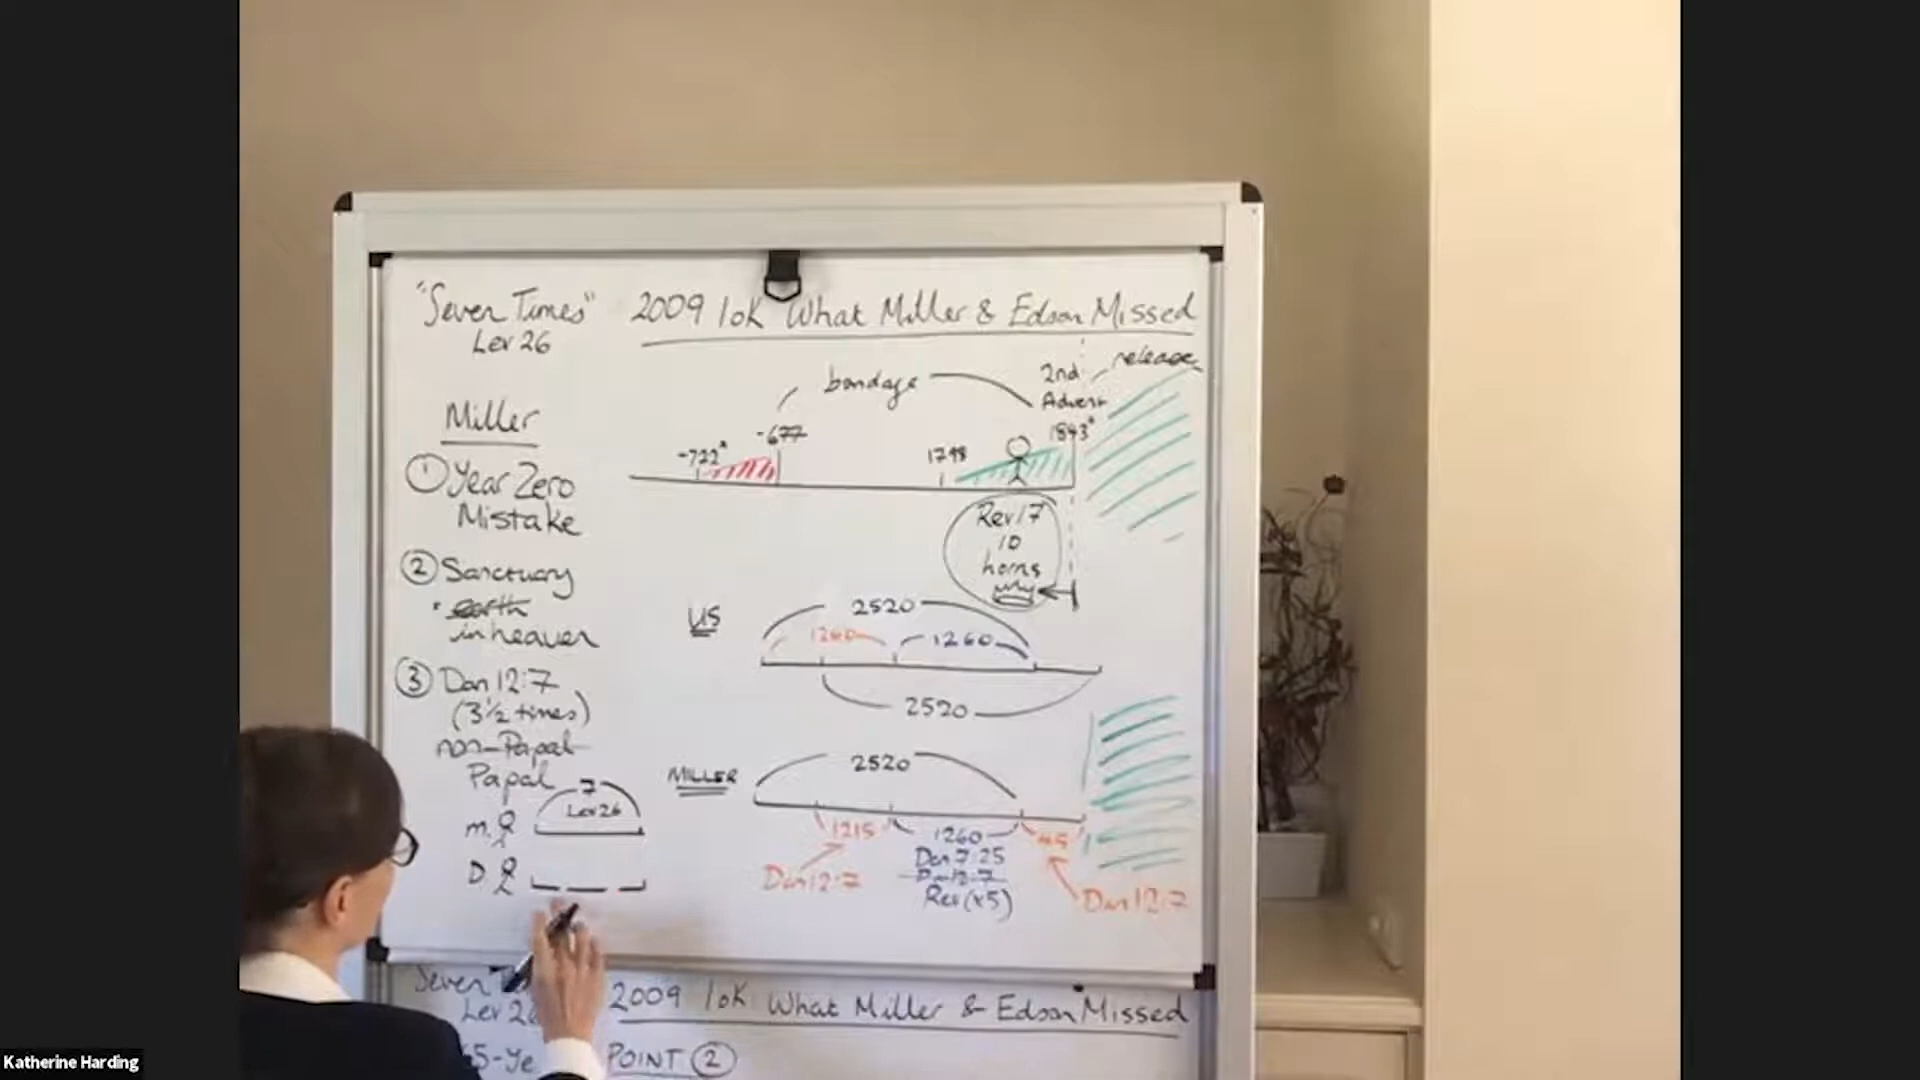 "Seven Times"
Lev 26
2009 IoK What Miller & Edson Missed
Miller
① Year Zero
Mistake
② Sanctuary
• earth
in heaven
③ Dan 12:7
(3½ times)
non-Papal
Papal
7
Lev 26
m.
D
release
bondage
2nd
Advent
-722*
-677
1798
1843*
Rev 17
10
horns
US
2520
1260
1260
2520
MILLER
2520
1215
1260
45
Dan 7:25
Dan 12:7
Rev (x5)
Dan 12:7
Dan 12:7
Seven
Lev 26
2009 IoK What Miller & Edson Missed
POINT ②
Katherine Harding